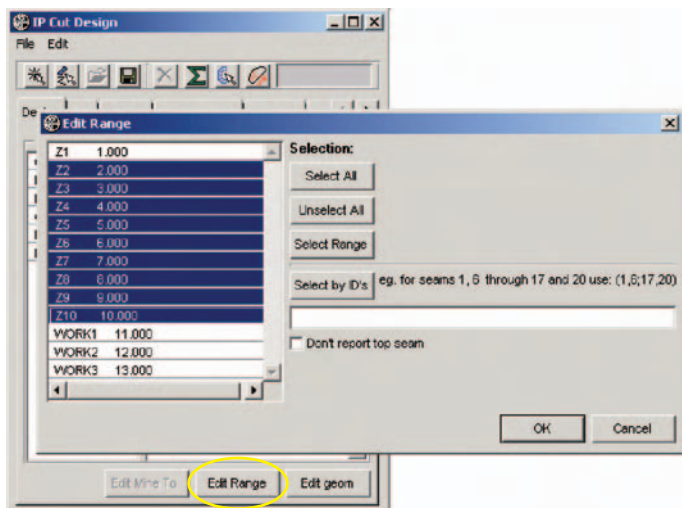 IP Cut Design
File Edit
De
Edit Range
Z1 1.000
Z2 2.000
Z3 3.000
Z4 4.000
Z5 5.000
Z6 6.000
Z7 7.000
Z8 8.000
Z9 9.000
Z10 10.000
WORK1 11.000
WORK2 12.000
WORK3 13.000
Selection:
Select All
Unselect All
Select Range
Select by ID's eg. for seams 1, 6 through 17 and 20 use: (1,6;17,20)
Don't report top seam
OK Cancel
Edit Mine To Edit Range Edit geom